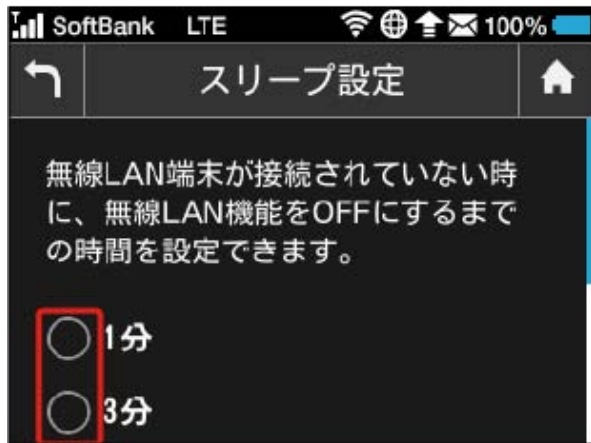 SoftBank LTE 100%
スリープ設定
無線LAN端末が接続されていない時
に、無線LAN機能をOFFにするまで
の時間を設定できます。
1分
3分